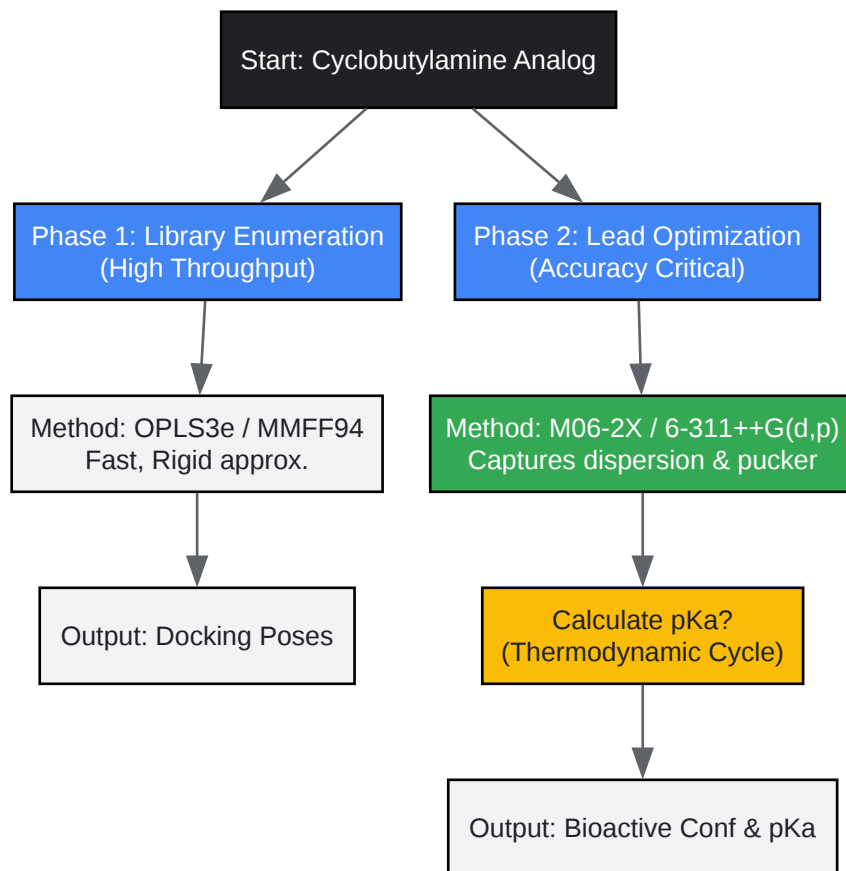 Start: Cyclobutylamine Analog
Phase 1: Library Enumeration
(High Throughput)
Phase 2: Lead Optimization
(Accuracy Critical)
Method: OPLS3e / MMFF94
Fast, Rigid approx.
Method: M06-2X / 6-311++G(d,p)
Captures dispersion & pucker
Output: Docking Poses
Calculate pKa?
(Thermodynamic Cycle)
Output: Bioactive Conf & pKa